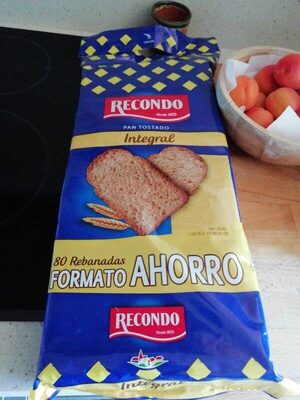 RECONDO
Desde 1970
PAN TOSTADO
Integral
80 Rebanadas
FORMATO AHORRO
RECONDO
Desde 1970
Integral